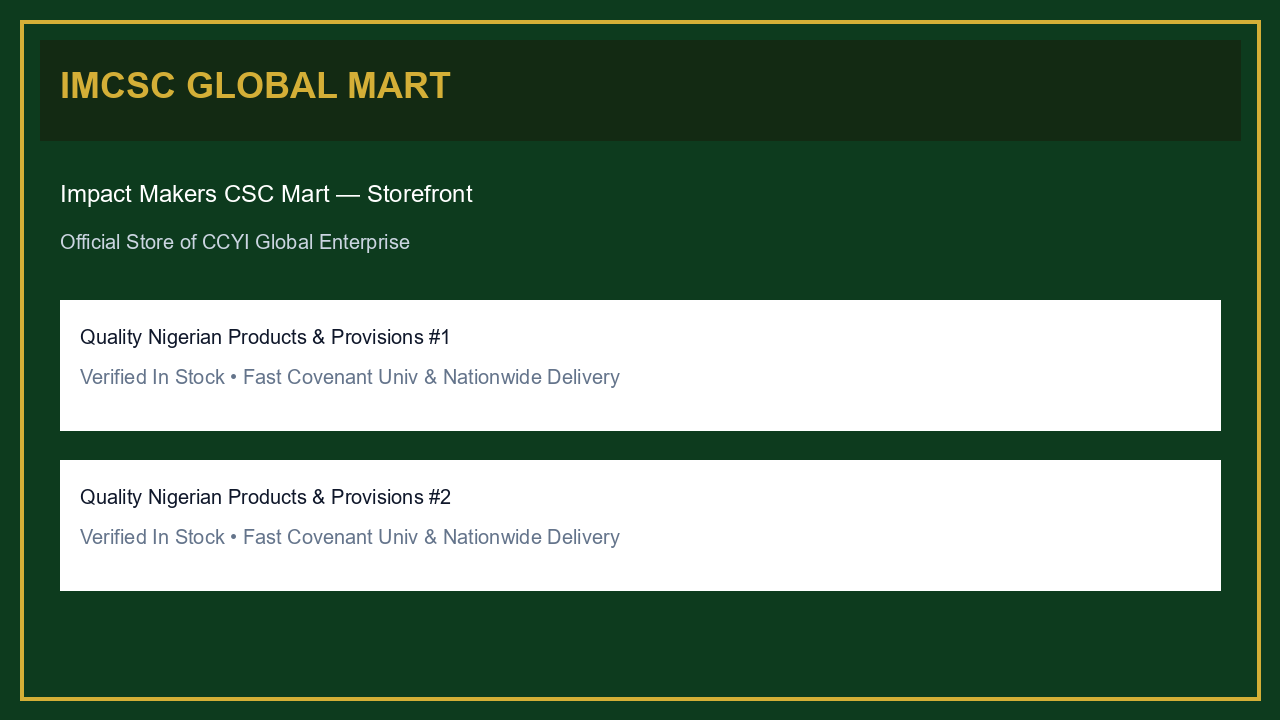 IMCSC GLOBAL MART
Impact Makers CSC Mart — Storefront
Official Store of CCYI Global Enterprise
Quality Nigerian Products & Provisions #1
Verified In Stock • Fast Covenant Univ & Nationwide Delivery
Quality Nigerian Products & Provisions #2
Verified In Stock • Fast Covenant Univ & Nationwide Delivery